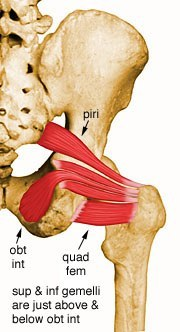 piri
obt
int
quad
fem
sup & inf gemelli
are just above &
below obt int